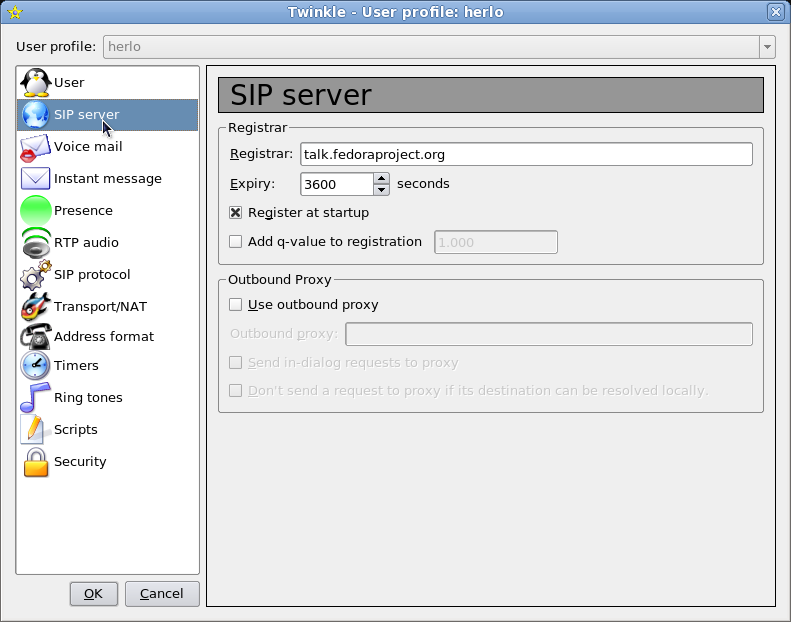 Twinkle - User profile: herlo
User profile: herlo
User
SIP server
Voice mail
Instant message
Presence
RTP audio
SIP protocol
Transport/NAT
Address format
Timers
Ring tones
Scripts
Security
SIP server
Registrar
Registrar: talk.fedoraproject.org
Expiry: 3600 seconds
Register at startup
Add q-value to registration 1.000
Outbound Proxy
Use outbound proxy
Outbound proxy:
Send in-dialog requests to proxy
Don't send a request to proxy if its destination can be resolved locally.
OK Cancel